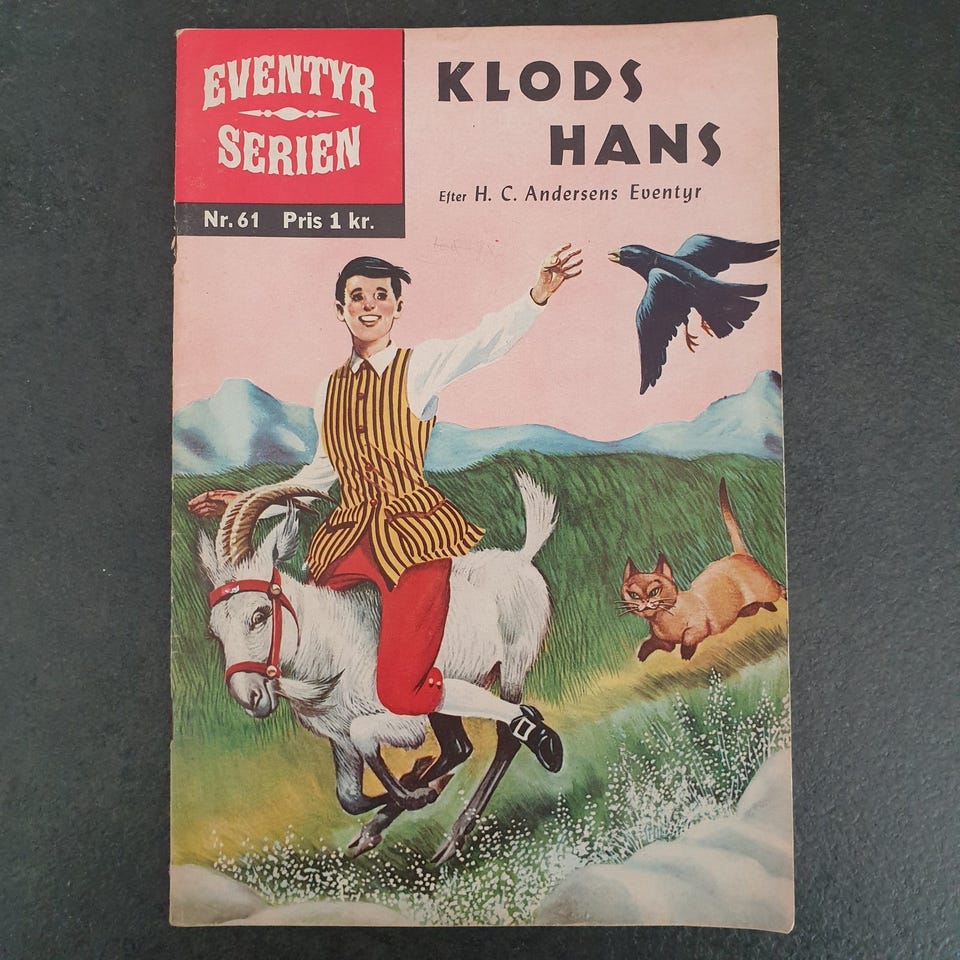 EVENTYR
SERIEN
Nr. 61 Pris 1 kr.
KLODS
HANS
Efter H. C. Andersens Eventyr